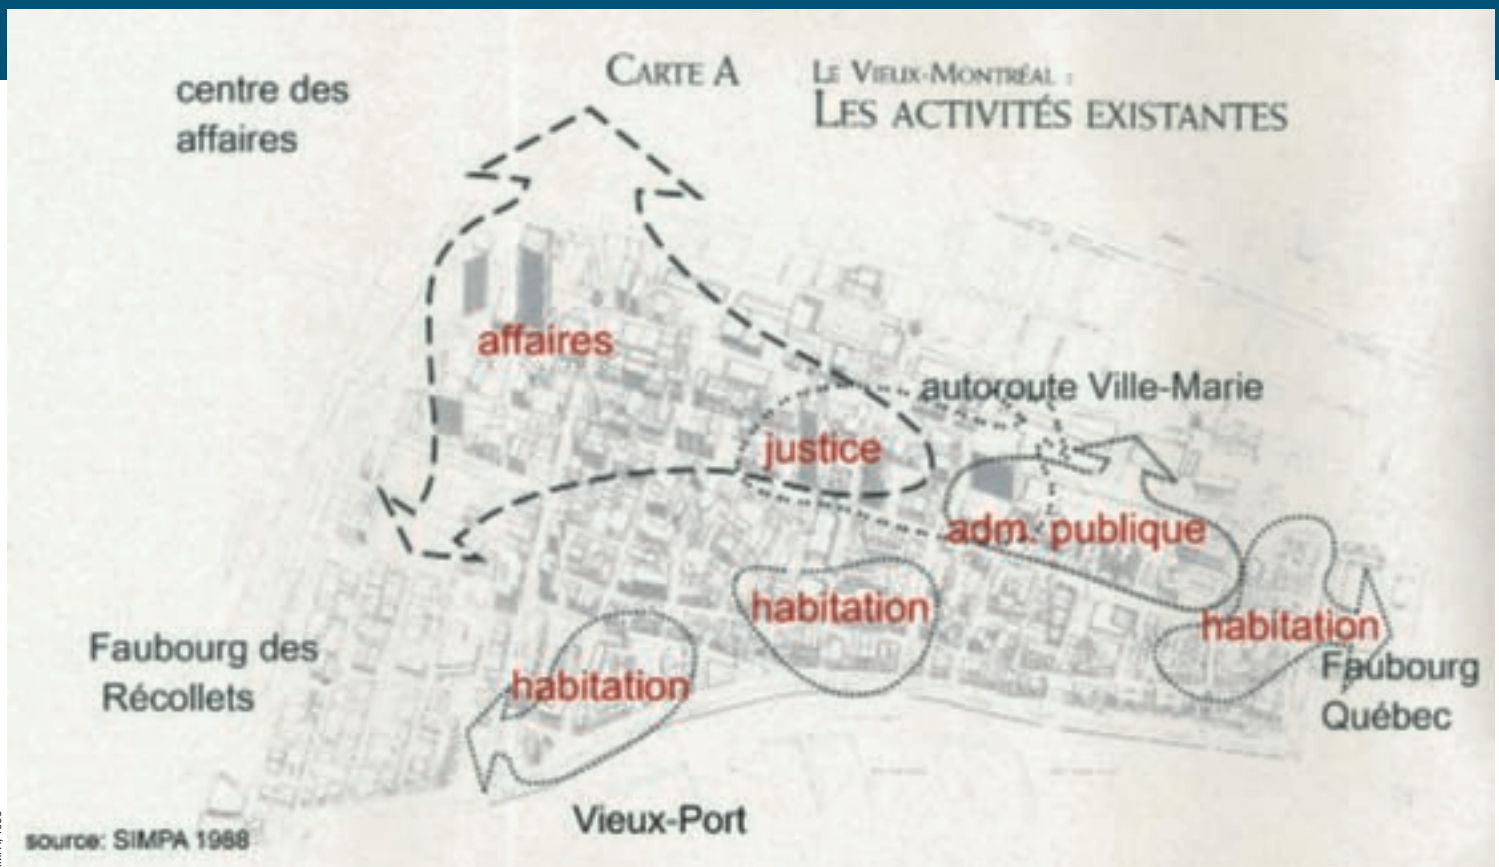 centre des
affaires
CARTE A
LE VIEUX-MONTRÉAL :
LES ACTIVITÉS EXISTANTES
affaires
autoroute Ville-Marie
justice
adm. publique
habitation
habitation
habitation
Faubourg des
Récollets
Faubourg
Québec
Vieux-Port
source: SIMPA 1988